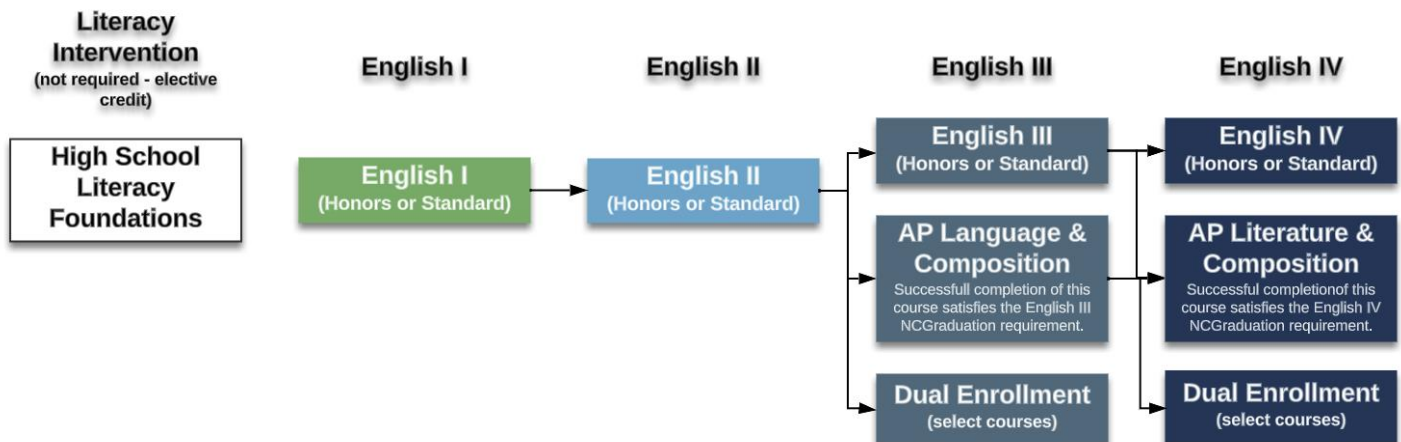 Literacy
Intervention
(not required - elective
credit)
English I
English II
English III
English IV
High School
Literacy
Foundations
English I
(Honors or Standard)
English II
(Honors or Standard)
English III
(Honors or Standard)
English IV
(Honors or Standard)
AP Language &
Composition
Successfull completion of this
course satisfies the English III
NCGraduation requirement.
AP Literature &
Composition
Successful completionof this
course satisfies the English IV
NCGraduation requirement.
Dual Enrollment
(select courses)
Dual Enrollment
(select courses)